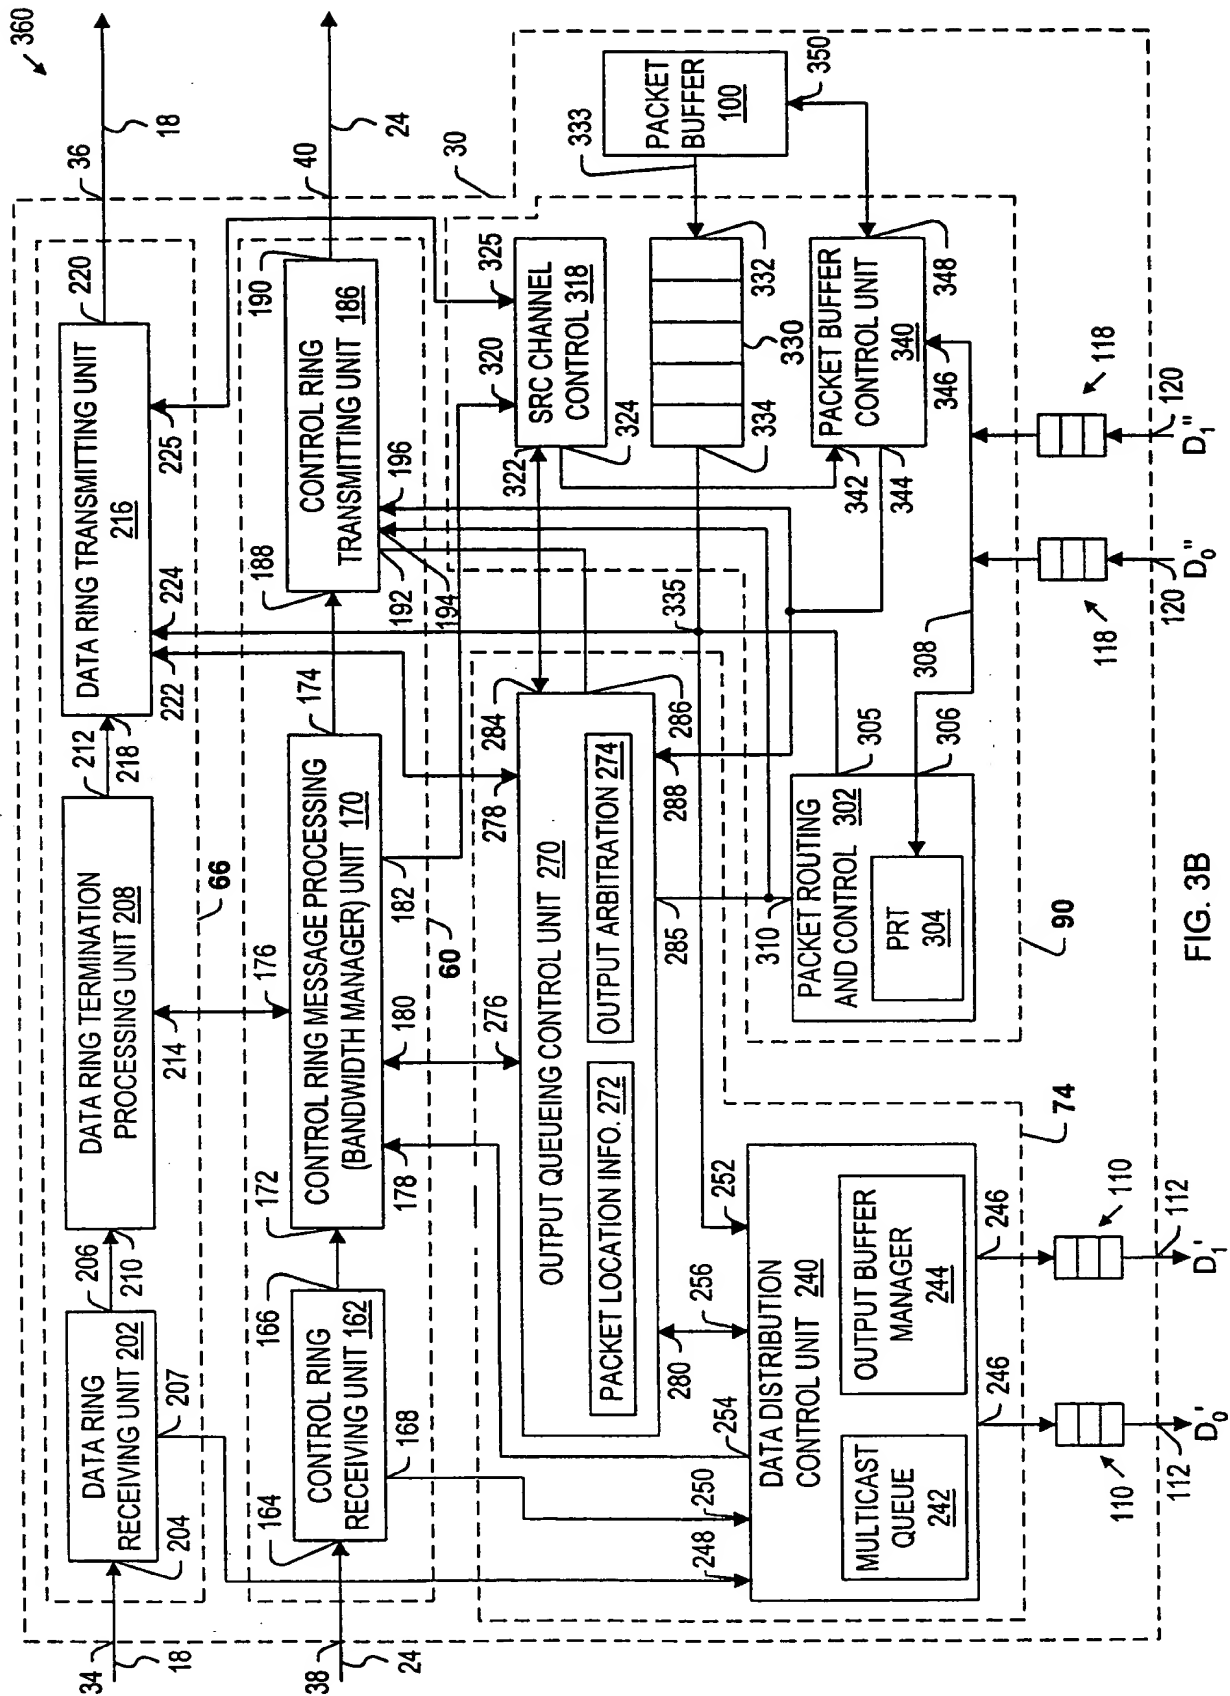 360
34
18
DATA RING
RECEIVING UNIT 202
204
206
207
210
DATA RING TERMINATION
PROCESSING UNIT 208
212
214
218
DATA RING TRANSMITTING UNIT
216
220
222
224
225
36
18
66
38
24
164
CONTROL RING
RECEIVING UNIT 162
166
168
172
CONTROL RING MESSAGE PROCESSING
(BANDWIDTH MANAGER) UNIT 170
174
176
178
180
182
188
CONTROL RING
TRANSMITTING UNIT 186
190
192
194
196
40
24
60
30
276
278
OUTPUT QUEUEING CONTROL UNIT 270
PACKET LOCATION INFO. 272
OUTPUT ARBITRATION 274
280
284
285
286
288
320
325
SRC CHANNEL
CONTROL 318
322
324
332
330
334
335
333
PACKET
BUFFER
100
350
342
344
PACKET BUFFER
CONTROL UNIT
340
346
348
248
250
254
256
252
DATA DISTRIBUTION
CONTROL UNIT 240
MULTICAST
QUEUE
242
OUTPUT BUFFER
MANAGER
244
246
246
74
310
PACKET ROUTING
AND CONTROL 302
PRT
304
305
306
308
90
110
112
D0'
110
112
D1'
118
120
D0"
118
120
D1"
FIG. 3B